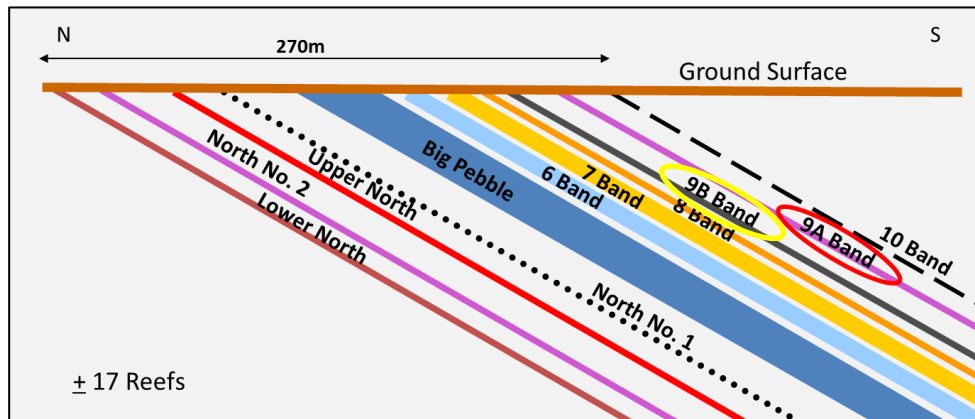 N
S
270m
Ground Surface
North No. 2
Lower North
Upper North
Big Pebble
6 Band
7 Band
8 Band
9B Band
9A Band
10 Band
North No. 1
± 17 Reefs